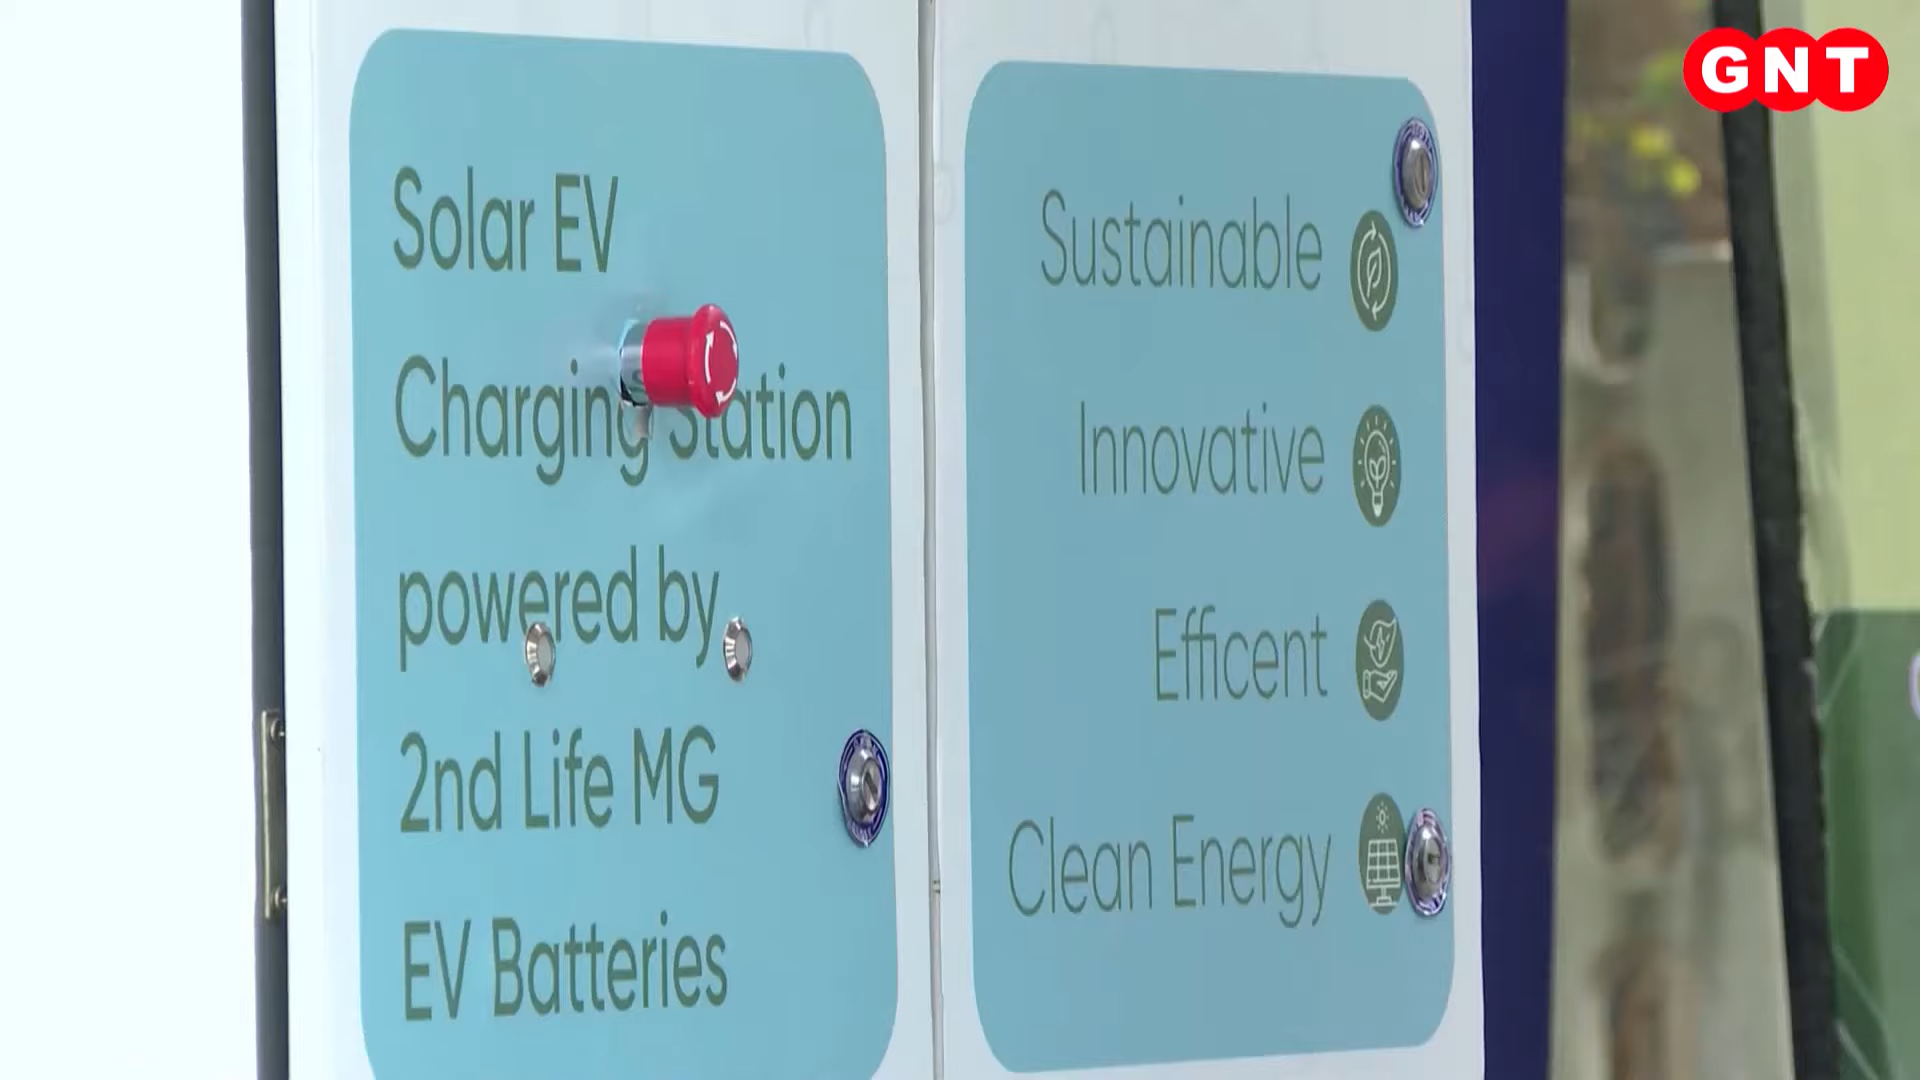 GNT
Solar EV
Charging Station
powered by
2nd Life MG
EV Batteries
Sustainable
Innovative
Efficent
Clean Energy